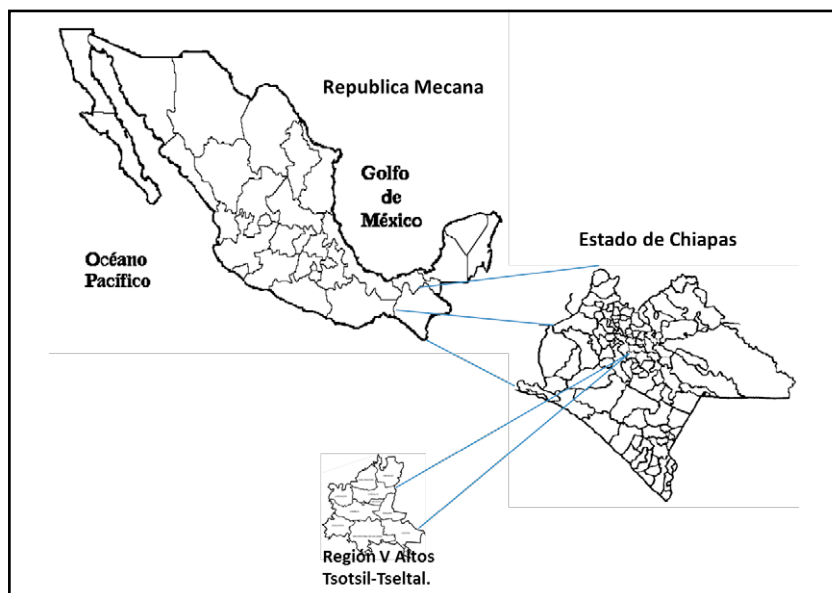 Republica Mecana
Golfo
de
México
Océano
Pacífico
Estado de Chiapas
Región V Altos
Tsotsil-Tseltal.